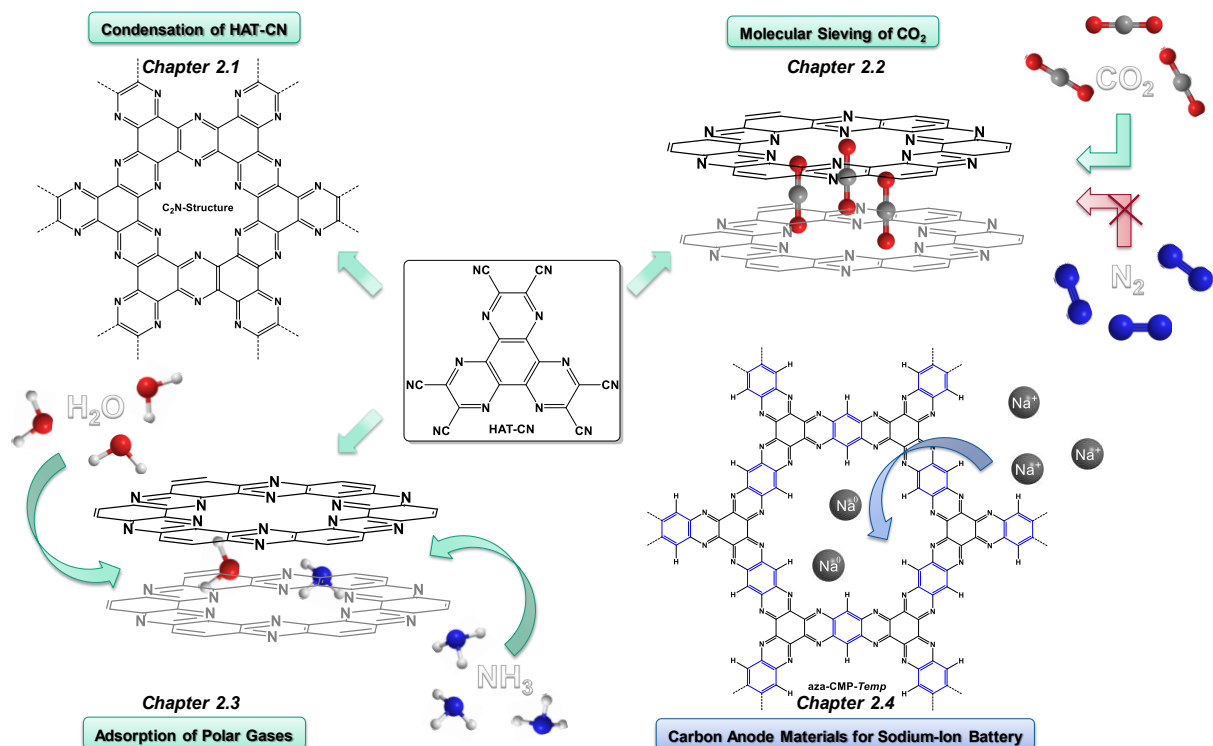 Condensation of HAT-CN
Chapter 2.1
C₂N-Structure
Molecular Sieving of CO₂
Chapter 2.2
CO₂
N₂
NC CN
NC CN
NC CN
HAT-CN
H₂O
NH₃
Chapter 2.3
Adsorption of Polar Gases
Na⁺
Na⁺
Na⁺
Na⁺⁰
Na⁺⁰
aza-CMP-Temp
Chapter 2.4
Carbon Anode Materials for Sodium-Ion Battery